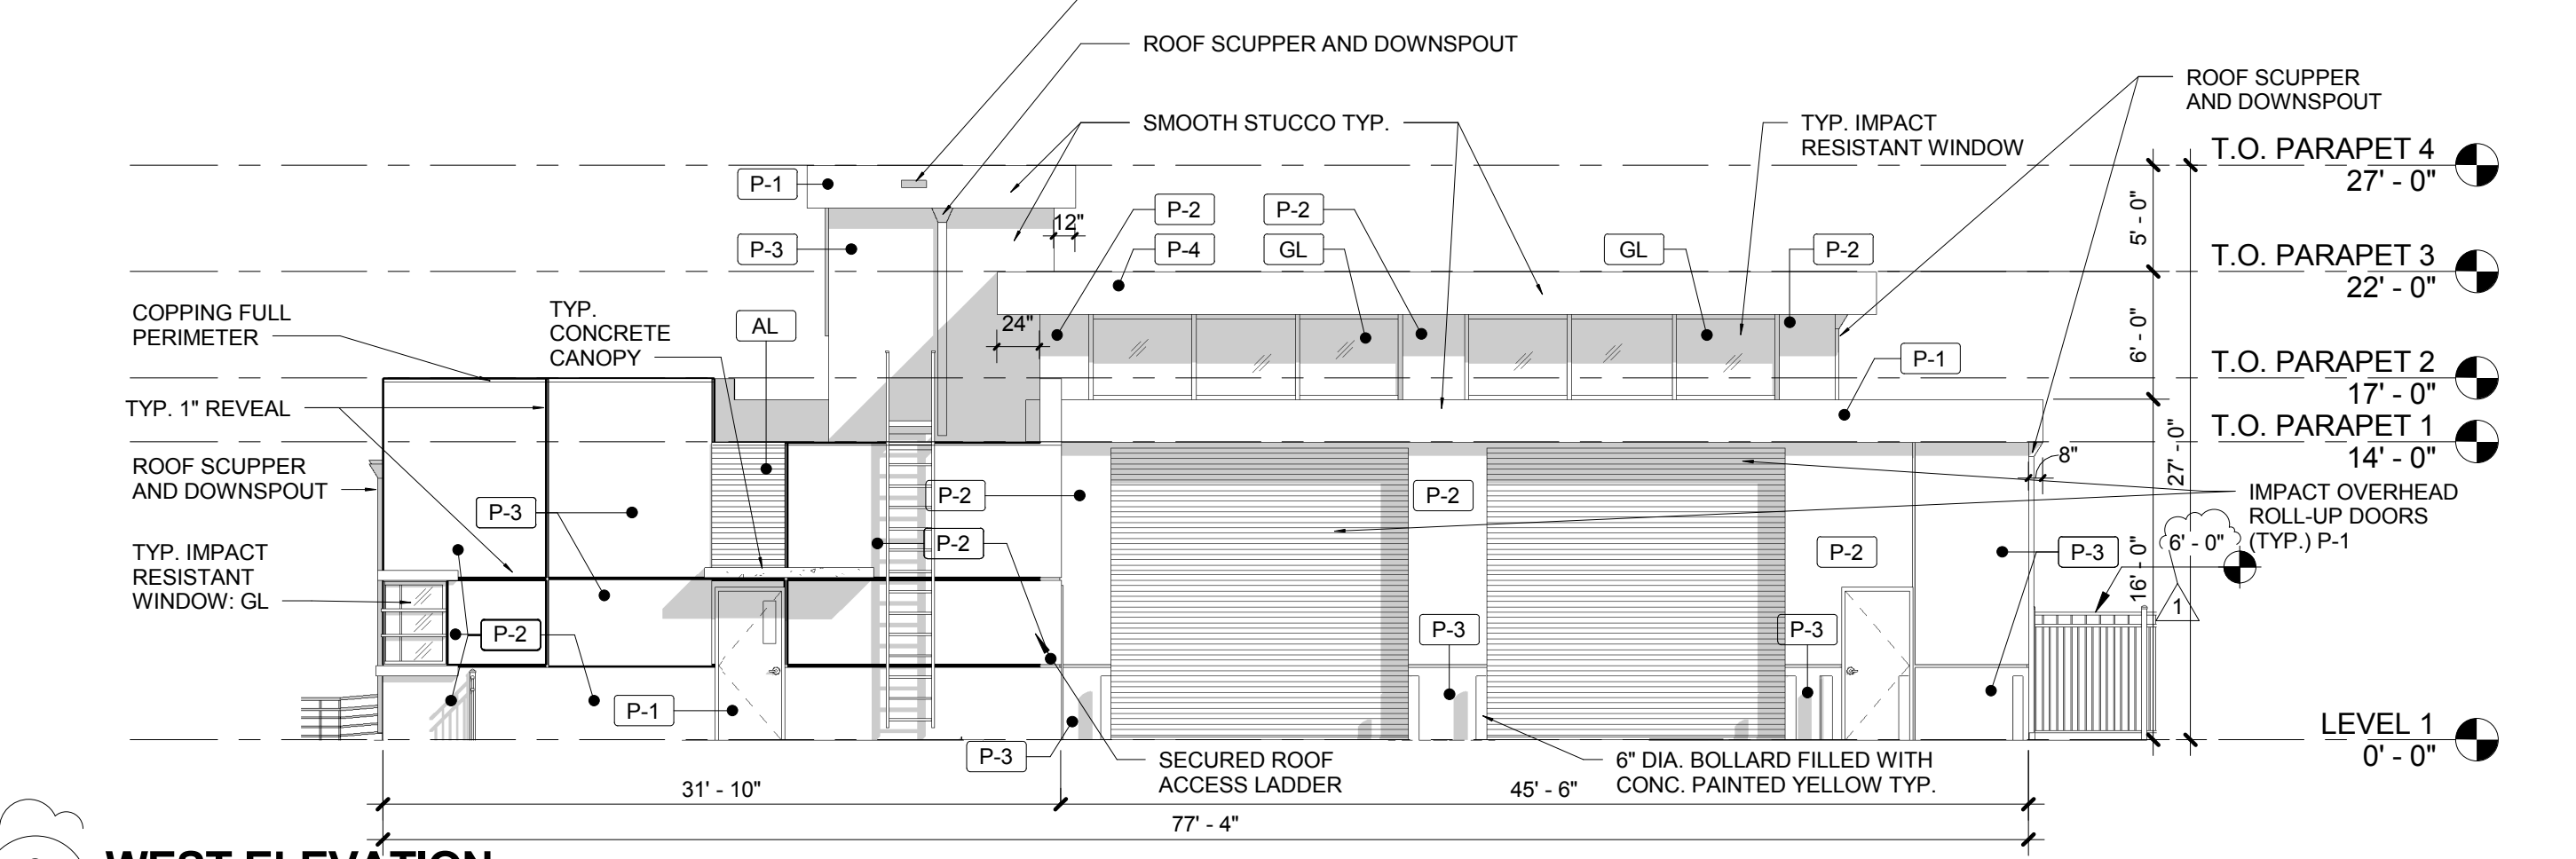 ROOF SCUPPER AND DOWNSPOUT
ROOF SCUPPER
AND DOWNSPOUT
SMOOTH STUCCO TYP.
TYP. IMPACT
RESISTANT WINDOW
T.O. PARAPET 4
27' - 0"
P-1
P-2
P-2
5' - 0"
12"
P-3
P-4
GL
GL
P-2
T.O. PARAPET 3
22' - 0"
COPPING FULL
PERIMETER
TYP.
CONCRETE
CANOPY
AL
24"
6' - 0"
P-1
T.O. PARAPET 2
17' - 0"
TYP. 1" REVEAL
T.O. PARAPET 1
14' - 0"
27' - 0"
8"
ROOF SCUPPER
AND DOWNSPOUT
P-3
P-2
P-2
IMPACT OVERHEAD
ROLL-UP DOORS
(TYP.) P-1
TYP. IMPACT
RESISTANT
WINDOW: GL
P-2
P-2
P-3
6' - 0"
16' - 0"
1
P-2
P-3
P-3
P-1
P-3
LEVEL 1
0' - 0"
SECURED ROOF
ACCESS LADDER
6" DIA. BOLLARD FILLED WITH
CONC. PAINTED YELLOW TYP.
31' - 10"
45' - 6"
77' - 4"
WEST ELEVATION